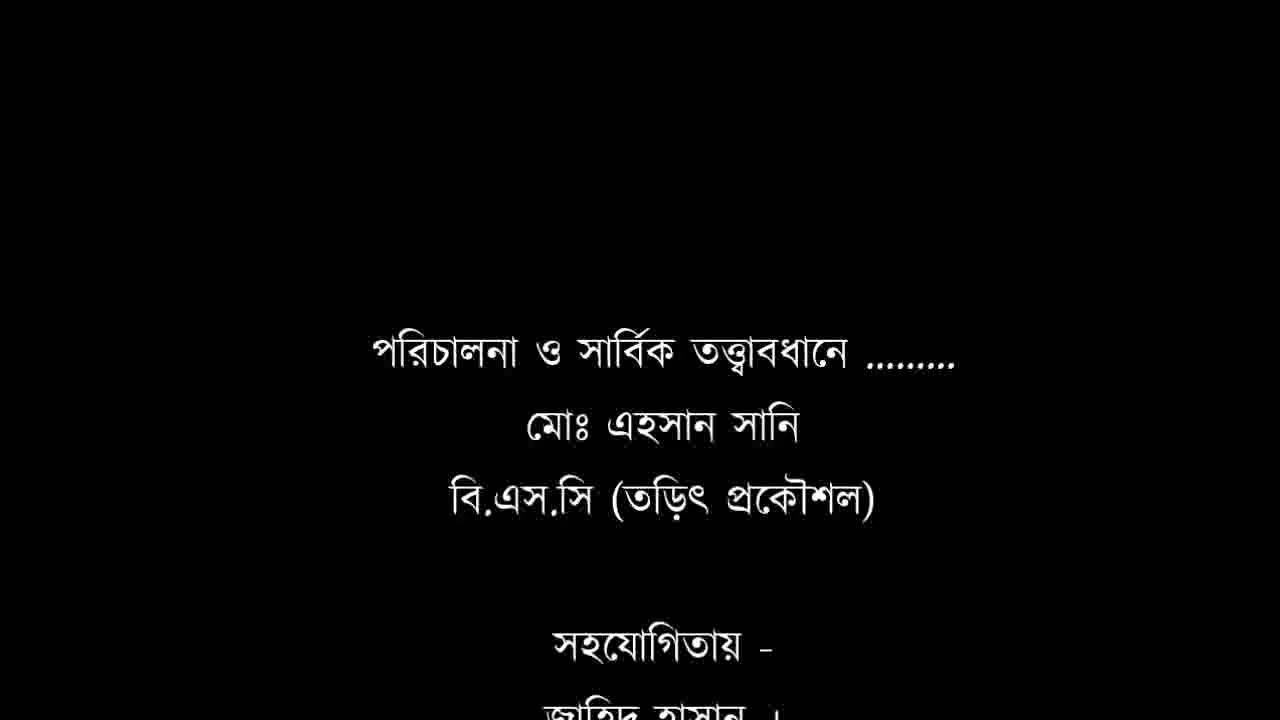 পরিচালনা ও সার্বিক তত্ত্বাবধানে .........
মোঃ এহসান সানি
বি.এস.সি (তড়িৎ প্রকৌশল)
সহযোগিতায় -
জাহিদ হাসান ।